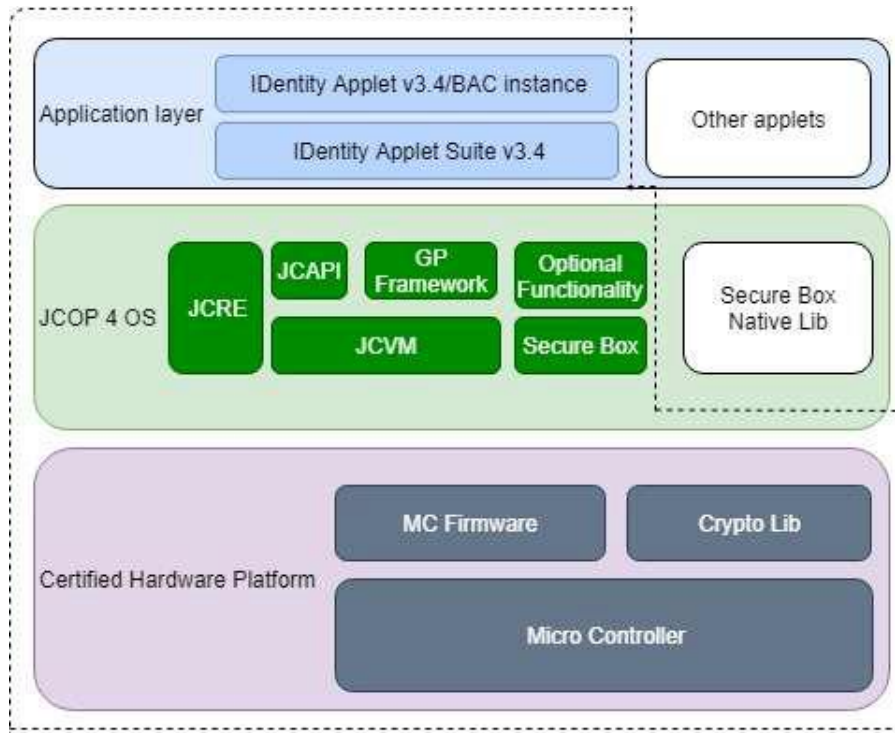 Application layer
IDentity Applet v3.4/BAC instance
IDentity Applet Suite v3.4
Other applets
JCOP 4 OS
JCRE
JCAPI
GP
Framework
Optional
Functionality
JCVM
Secure Box
Secure Box
Native Lib
Certified Hardware Platform
MC Firmware
Crypto Lib
Micro Controller